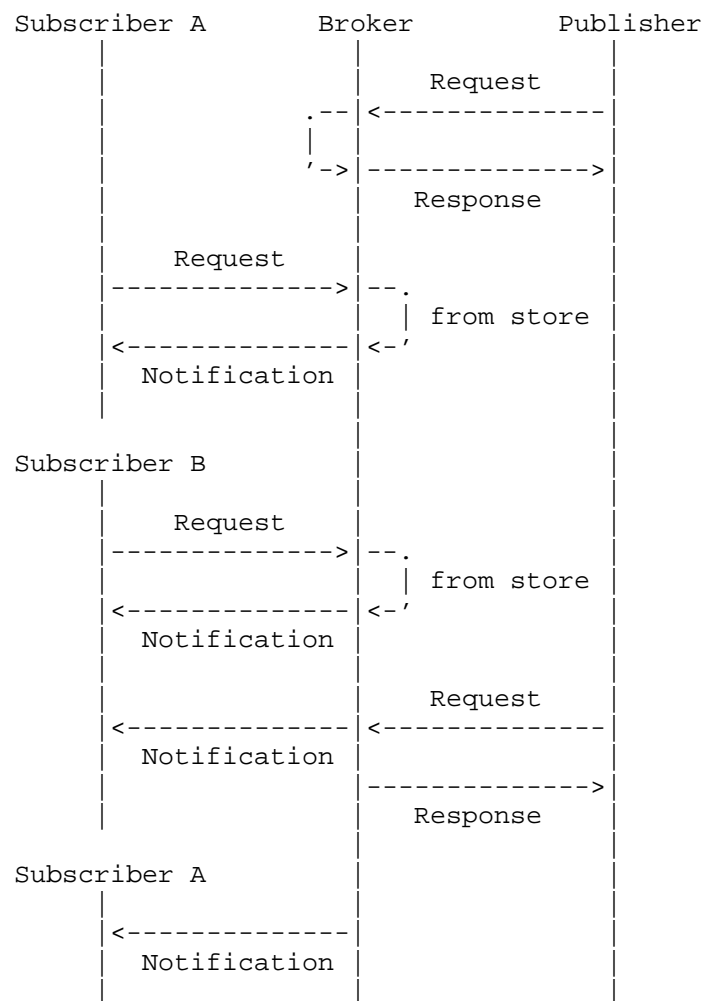 Subscriber A Broker Publisher
Request
Response
Request
from store
Notification
Subscriber B
Request
from store
Notification
Request
Notification
Response
Subscriber A
Notification